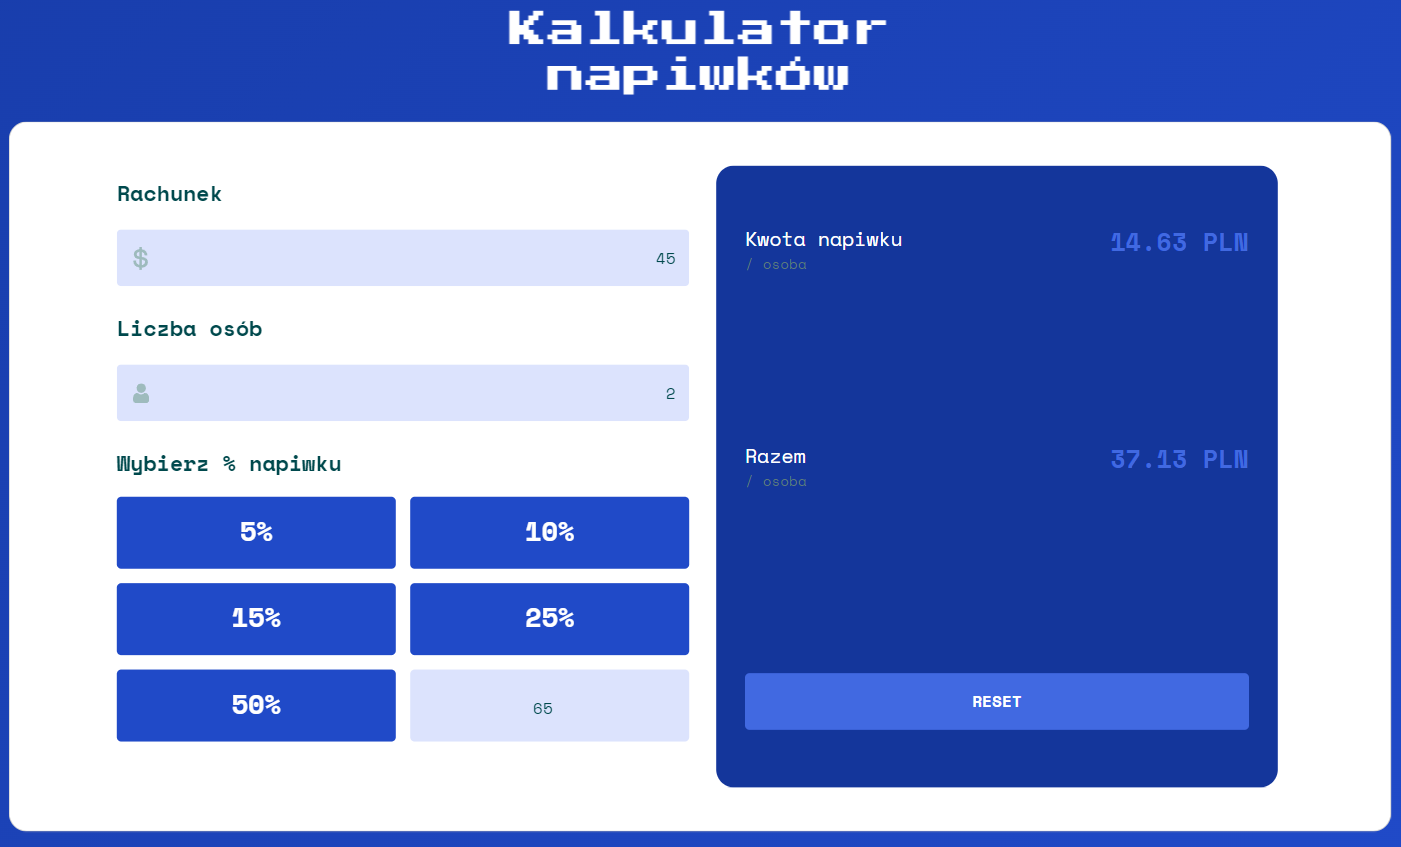 Kalkulator
napiwków
Rachunek
$ 45
Liczba osób
2
Wybierz % napiwku
5% 10%
15% 25%
50% 65
Kwota napiwku 14.63 PLN
/ osoba
Razem 37.13 PLN
/ osoba
RESET